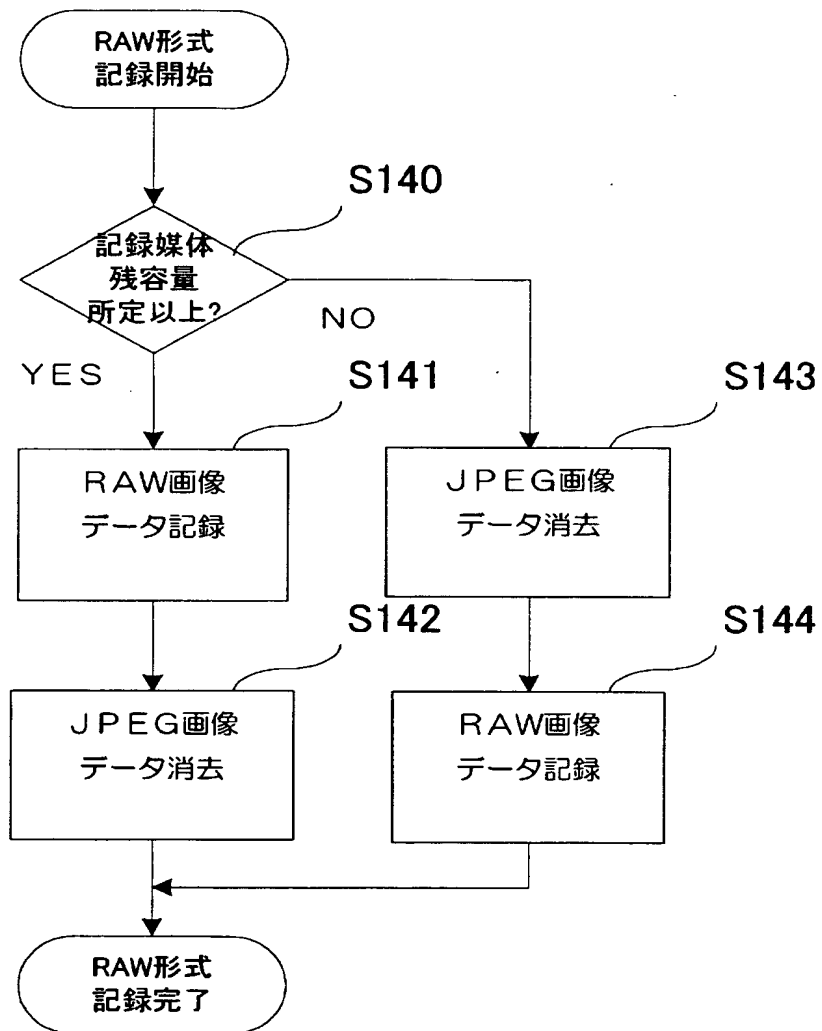 RAW形式
記録開始
S140
記録媒体
残容量
所定以上?
NO
YES
S141
S143
RAW画像
データ記録
JPEG画像
データ消去
S142
S144
JPEG画像
データ消去
RAW画像
データ記録
RAW形式
記録完了